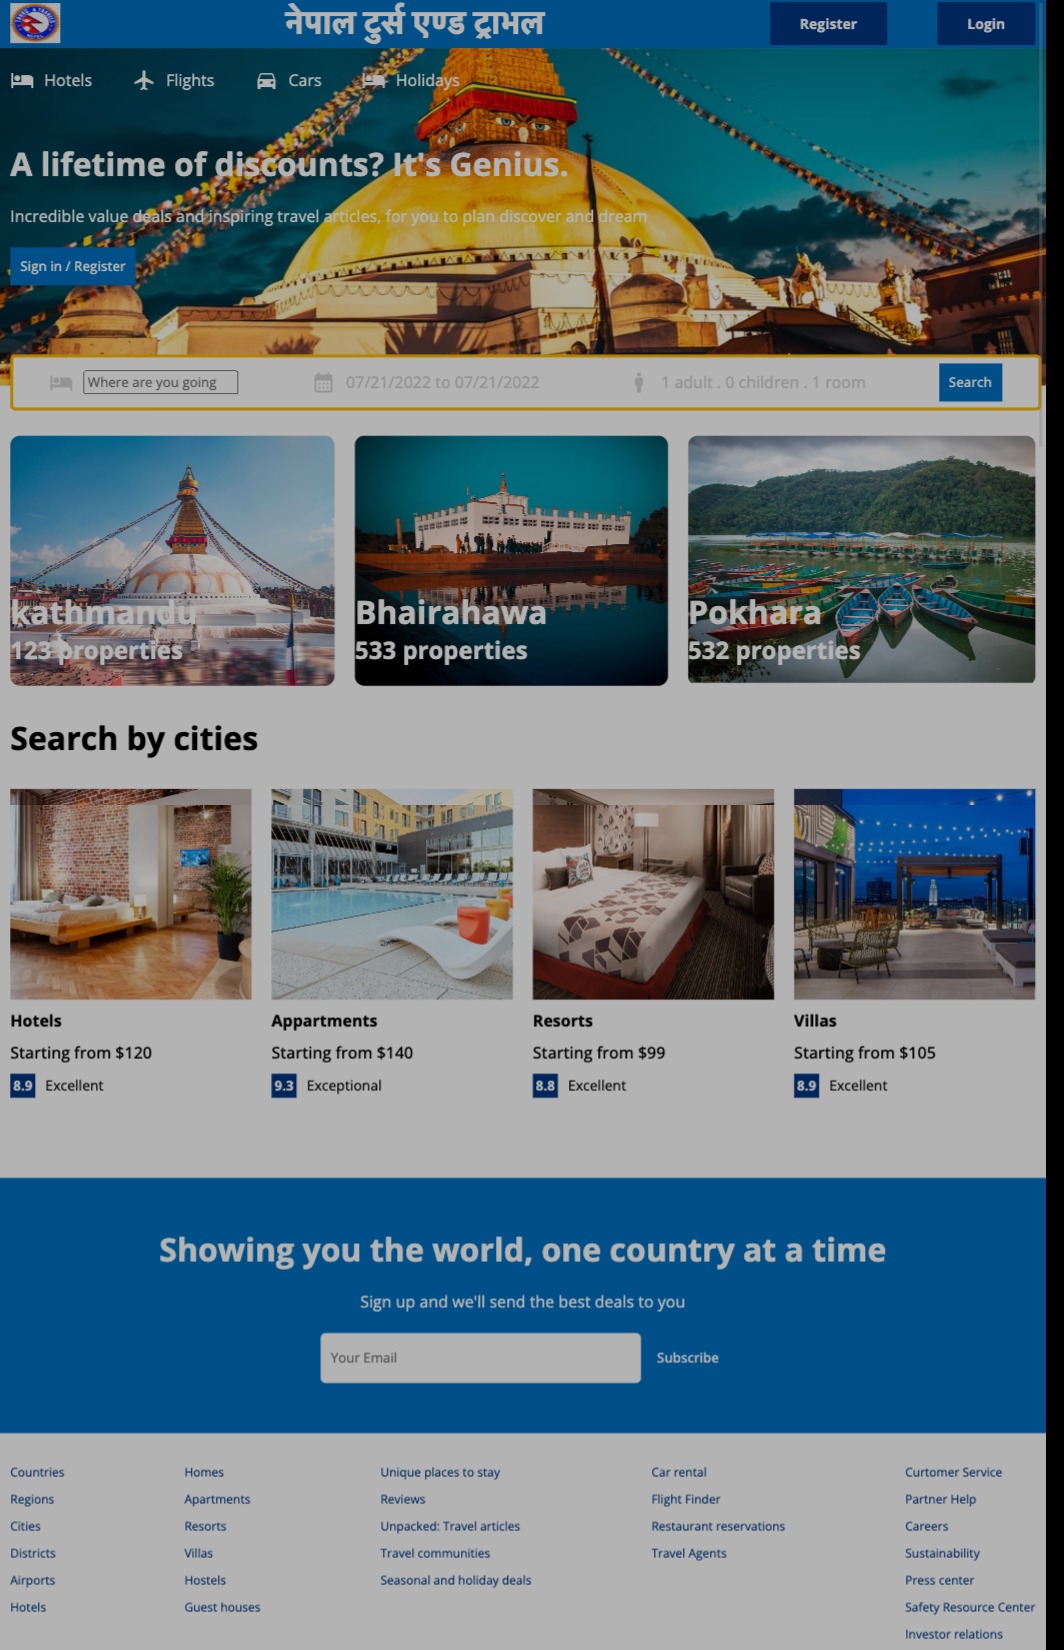 नेपाल टुर्स एण्ड ट्राभल
Register
Login
Hotels
Flights
Cars
Holidays
A lifetime of discounts? It's Genius.
Incredible value deals and inspiring travel articles, for you to plan discover and dream
Sign in / Register
Where are you going
07/21/2022 to 07/21/2022
1 adult . 0 children . 1 room
Search
kathmandu
123 properties
Bhairahawa
533 properties
Pokhara
532 properties
Search by cities
Hotels
Starting from $120
8.9 Excellent
Appartments
Starting from $140
9.3 Exceptional
Resorts
Starting from $99
8.8 Excellent
Villas
Starting from $105
8.9 Excellent
Showing you the world, one country at a time
Sign up and we'll send the best deals to you
Your Email
Subscribe
Countries
Regions
Cities
Districts
Airports
Hotels
Homes
Apartments
Resorts
Villas
Hostels
Guest houses
Unique places to stay
Reviews
Unpacked: Travel articles
Travel communities
Seasonal and holiday deals
Car rental
Flight Finder
Restaurant reservations
Travel Agents
Curtomer Service
Partner Help
Careers
Sustainability
Press center
Safety Resource Center
Investor relations